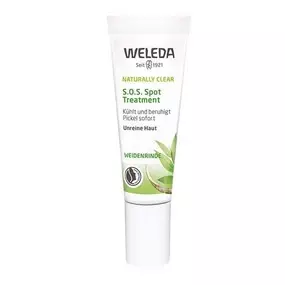 WELEDA
Seit 1921
NATURALLY CLEAR
S.O.S. Spot
Treatment
Kühlt und beruhigt
Pickel sofort
Unreine Haut
WEIDENRINDE